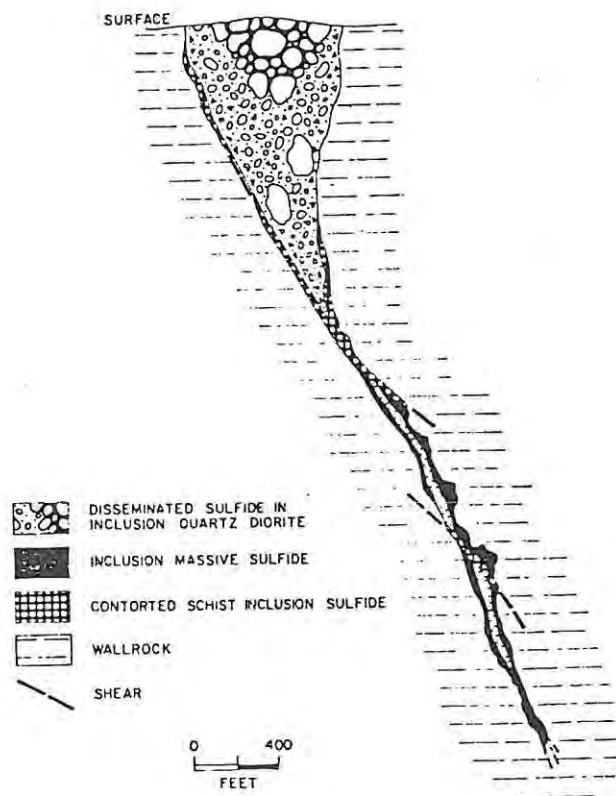 SURFACE
DISSEMINATED SULFIDE IN
INCLUSION QUARTZ DIORITE
INCLUSION MASSIVE SULFIDE
CONTORTED SCHIST INCLUSION SULFIDE
WALLROCK
SHEAR
0 400
FEET